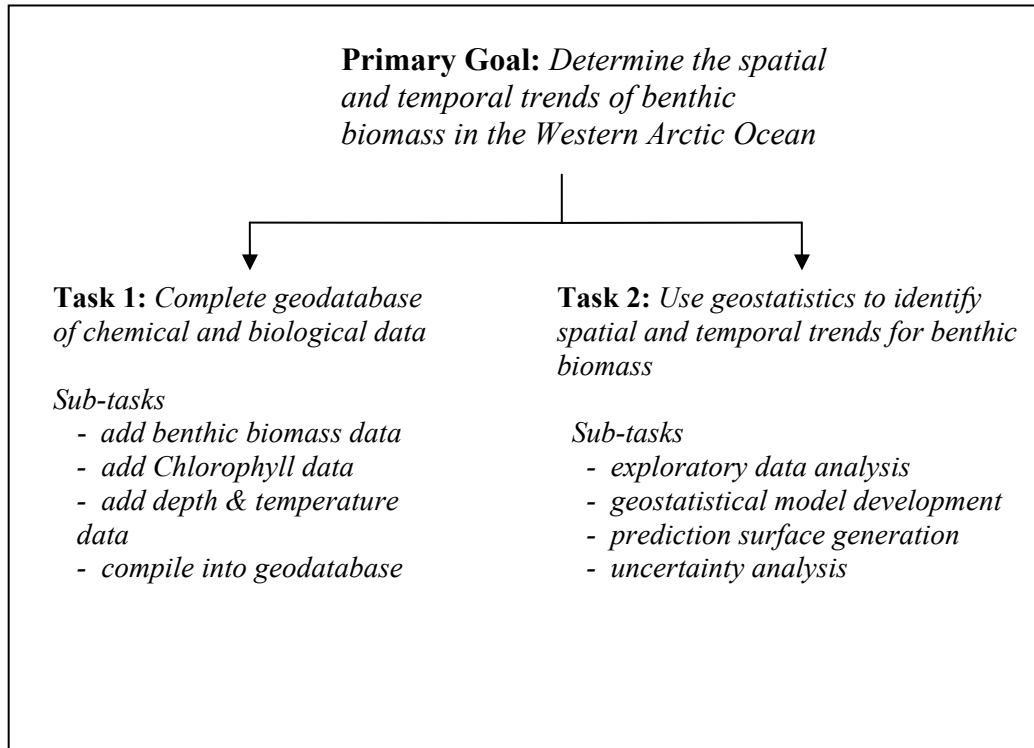 Primary Goal: Determine the spatial
and temporal trends of benthic
biomass in the Western Arctic Ocean
Task 1: Complete geodatabase
of chemical and biological data
Sub-tasks
- add benthic biomass data
- add Chlorophyll data
- add depth & temperature
data
- compile into geodatabase
Task 2: Use geostatistics to identify
spatial and temporal trends for benthic
biomass
Sub-tasks
- exploratory data analysis
- geostatistical model development
- prediction surface generation
- uncertainty analysis